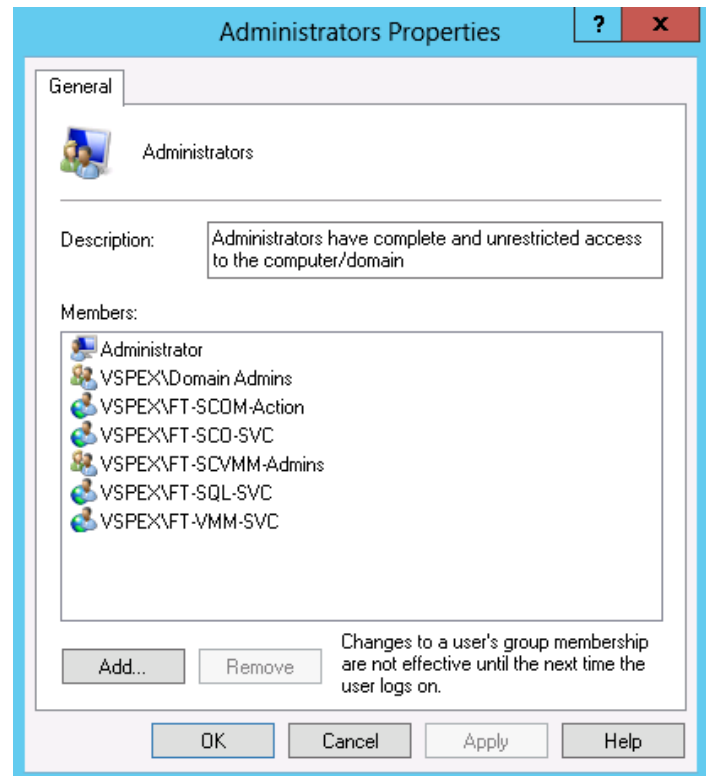 Administrators Properties
?
x
General
Administrators
Description:
Administrators have complete and unrestricted access
to the computer/domain
Members:
Administrator
VSPEX\Domain Admins
VSPEX\FT-SCOM-Action
VSPEX\FT-SCO-SVC
VSPEX\FT-SCVMM-Admins
VSPEX\FT-SQL-SVC
VSPEX\FT-VMM-SVC
Add...
Remove
Changes to a user's group membership
are not effective until the next time the
user logs on.
OK
Cancel
Apply
Help